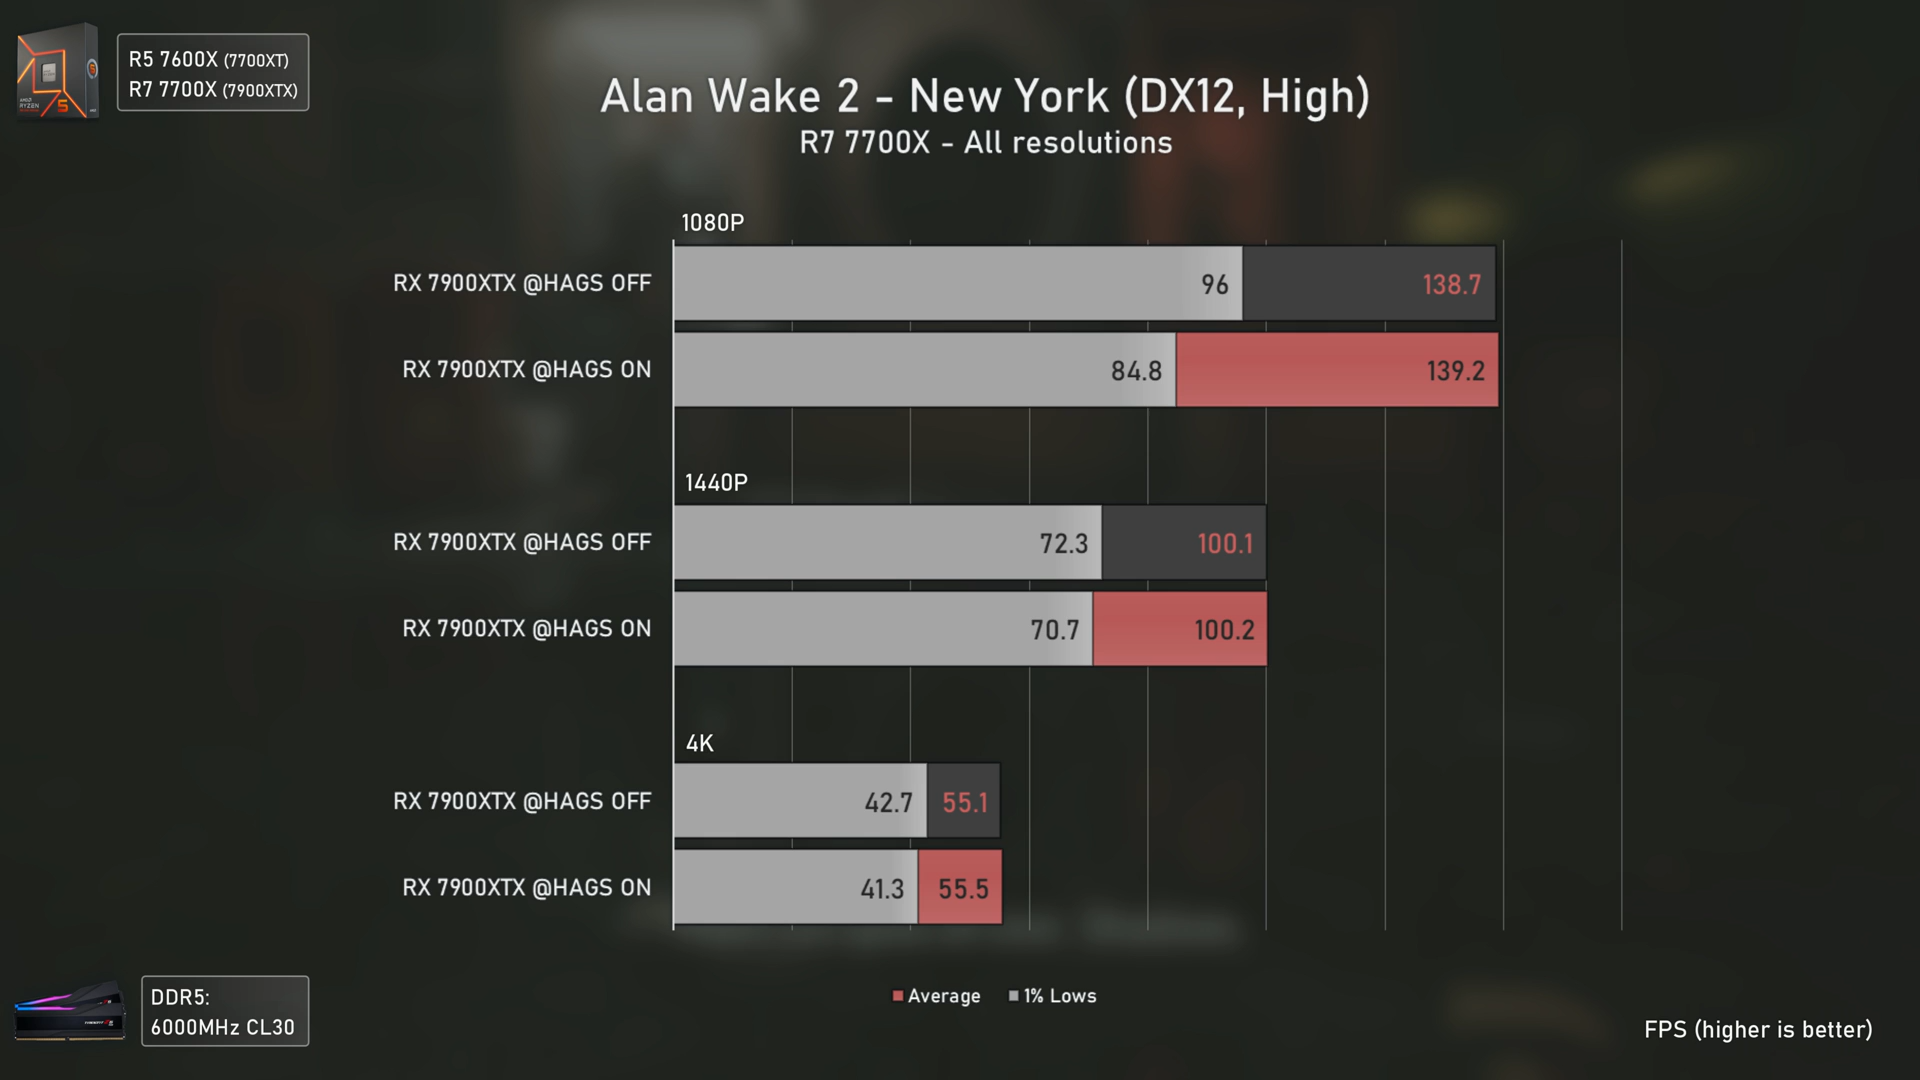 R5 7600X (7700XT)
R7 7700X (7900XTX)
AMD
RYZEN
5
Alan Wake 2 - New York (DX12, High)
R7 7700X - All resolutions
1080P
RX 7900XTX @HAGS OFF
96
138.7
RX 7900XTX @HAGS ON
84.8
139.2
1440P
RX 7900XTX @HAGS OFF
72.3
100.1
RX 7900XTX @HAGS ON
70.7
100.2
4K
RX 7900XTX @HAGS OFF
42.7
55.1
RX 7900XTX @HAGS ON
41.3
55.5
Average
1% Lows
DDR5:
6000MHz CL30
FPS (higher is better)